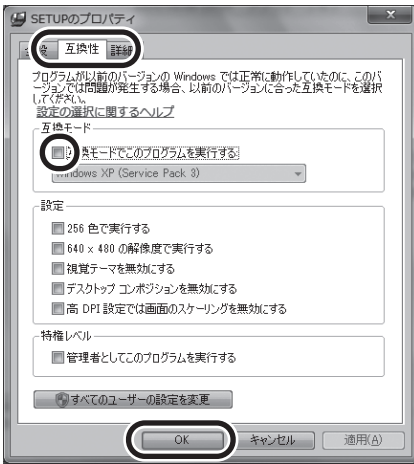 SETUPのプロパティ
互換性 詳細
プログラムが以前のバージョンの Windows では正常に動作していたのに、このバ
ージョンでは問題が発生する場合、以前のバージョンに合った互換モードを選択
してください。
設定の選択に関するヘルプ
互換モード
互換モードでこのプログラムを実行する:
Windows XP (Service Pack 3)
設定
256 色で実行する
640 x 480 の解像度で実行する
視覚テーマを無効にする
デスクトップ コンポジションを無効にする
高 DPI 設定では画面のスケーリングを無効にする
特権レベル
管理者としてこのプログラムを実行する
すべてのユーザーの設定を変更
OK キャンセル 適用(A)